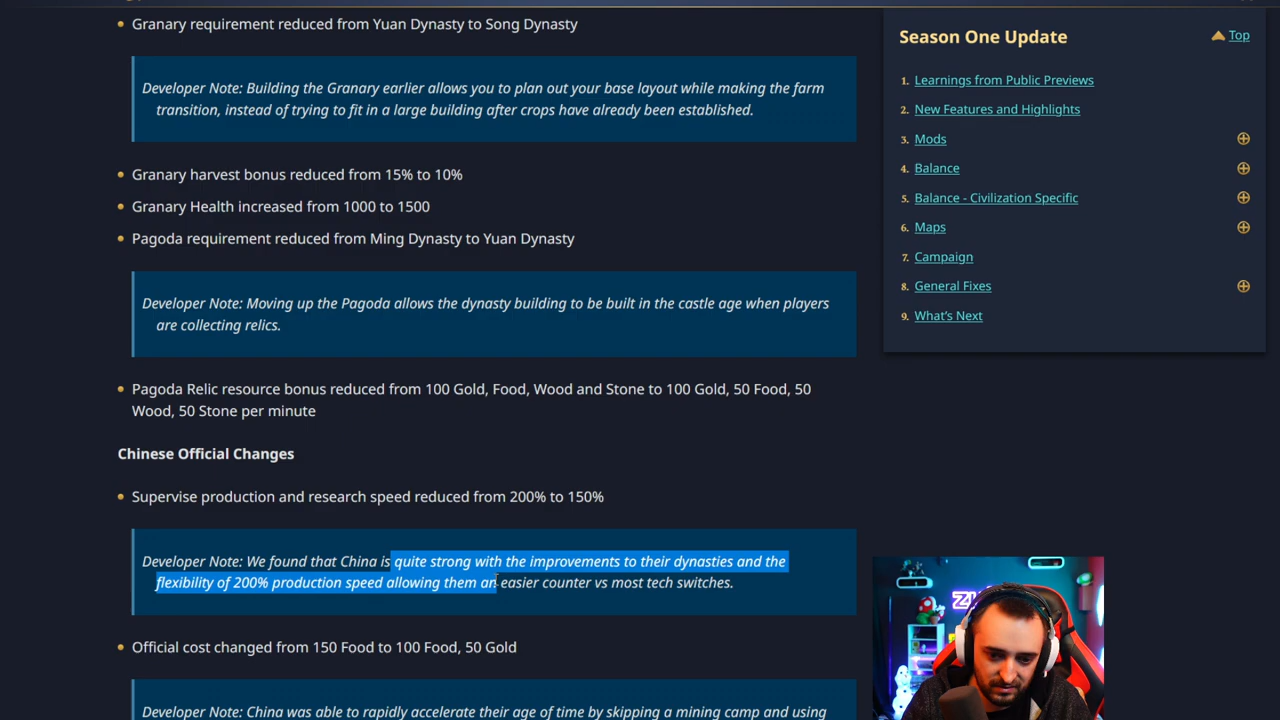 Granary requirement reduced from Yuan Dynasty to Song Dynasty
Developer Note: Building the Granary earlier allows you to plan out your base layout while making the farm
transition, instead of trying to fit in a large building after crops have already been established.
Granary harvest bonus reduced from 15% to 10%
Granary Health increased from 1000 to 1500
Pagoda requirement reduced from Ming Dynasty to Yuan Dynasty
Developer Note: Moving up the Pagoda allows the dynasty building to be built in the castle age when players
are collecting relics.
Pagoda Relic resource bonus reduced from 100 Gold, Food, Wood and Stone to 100 Gold, 50 Food, 50
Wood, 50 Stone per minute
Chinese Official Changes
Supervise production and research speed reduced from 200% to 150%
Developer Note: We found that China is quite strong with the improvements to their dynasties and the
flexibility of 200% production speed allowing them an easier counter vs most tech switches.
Official cost changed from 150 Food to 100 Food, 50 Gold
Developer Note: China was able to rapidly accelerate their age of time by skipping a mining camp and using
Season One Update
Top
1. Learnings from Public Previews
2. New Features and Highlights
3. Mods
4. Balance
5. Balance - Civilization Specific
6. Maps
7. Campaign
8. General Fixes
9. What's Next